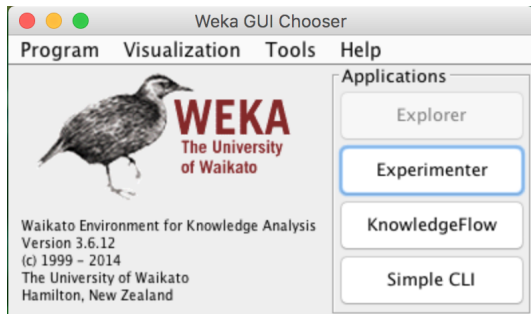 Weka GUI Chooser
Program Visualization Tools Help
Applications
WEKA
The University
of Waikato
Explorer
Experimenter
KnowledgeFlow
Simple CLI
Waikato Environment for Knowledge Analysis
Version 3.6.12
(c) 1999 – 2014
The University of Waikato
Hamilton, New Zealand